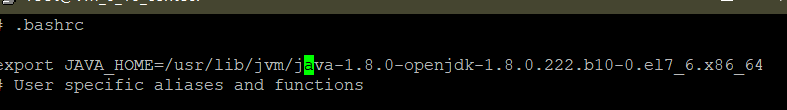 # .bashrc
export JAVA_HOME=/usr/lib/jvm/java-1.8.0-openjdk-1.8.0.222.b10-0.el7_6.x86_64
# User specific aliases and functions